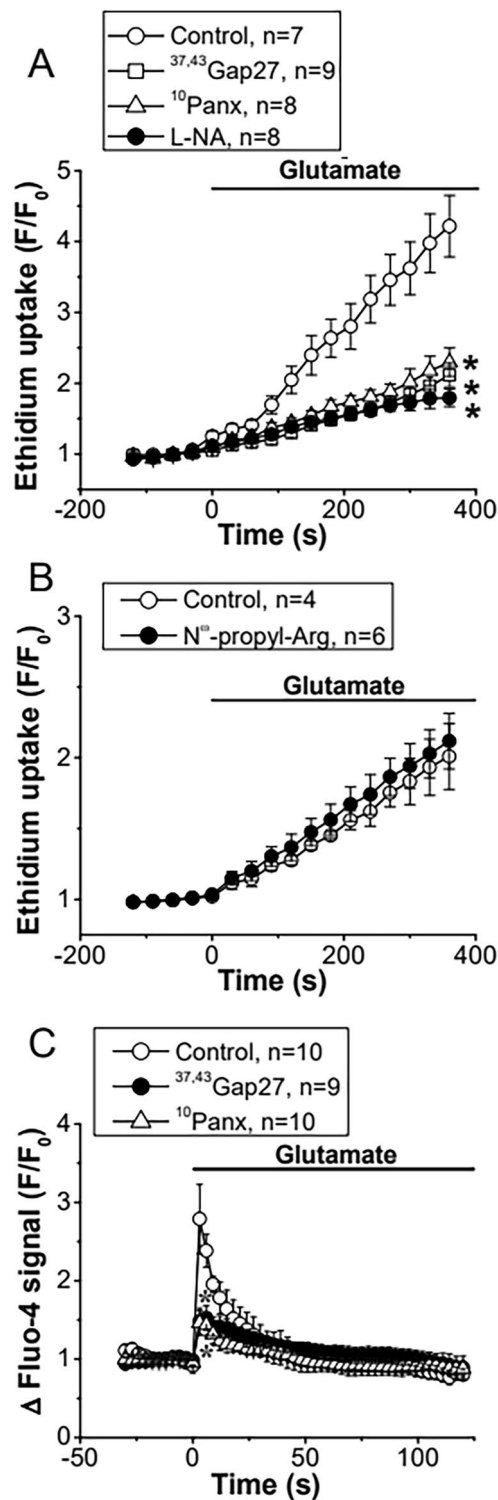 A
Control, n=7
³⁷,⁴³Gap27, n=9
¹⁰Panx, n=8
L-NA, n=8
Glutamate
Ethidium uptake (F/F₀)
5
4
3
2
1
*
*
*
-200 0 200 400
Time (s)
B
Control, n=4
Nᵚ-propyl-Arg, n=6
Glutamate
Ethidium uptake (F/F₀)
3
2
1
-200 0 200 400
Time (s)
C
Control, n=10
³⁷,⁴³Gap27, n=9
¹⁰Panx, n=10
Glutamate
Δ Fluo-4 signal (F/F₀)
4
3
2
1
0
*
*
-50 0 50 100
Time (s)